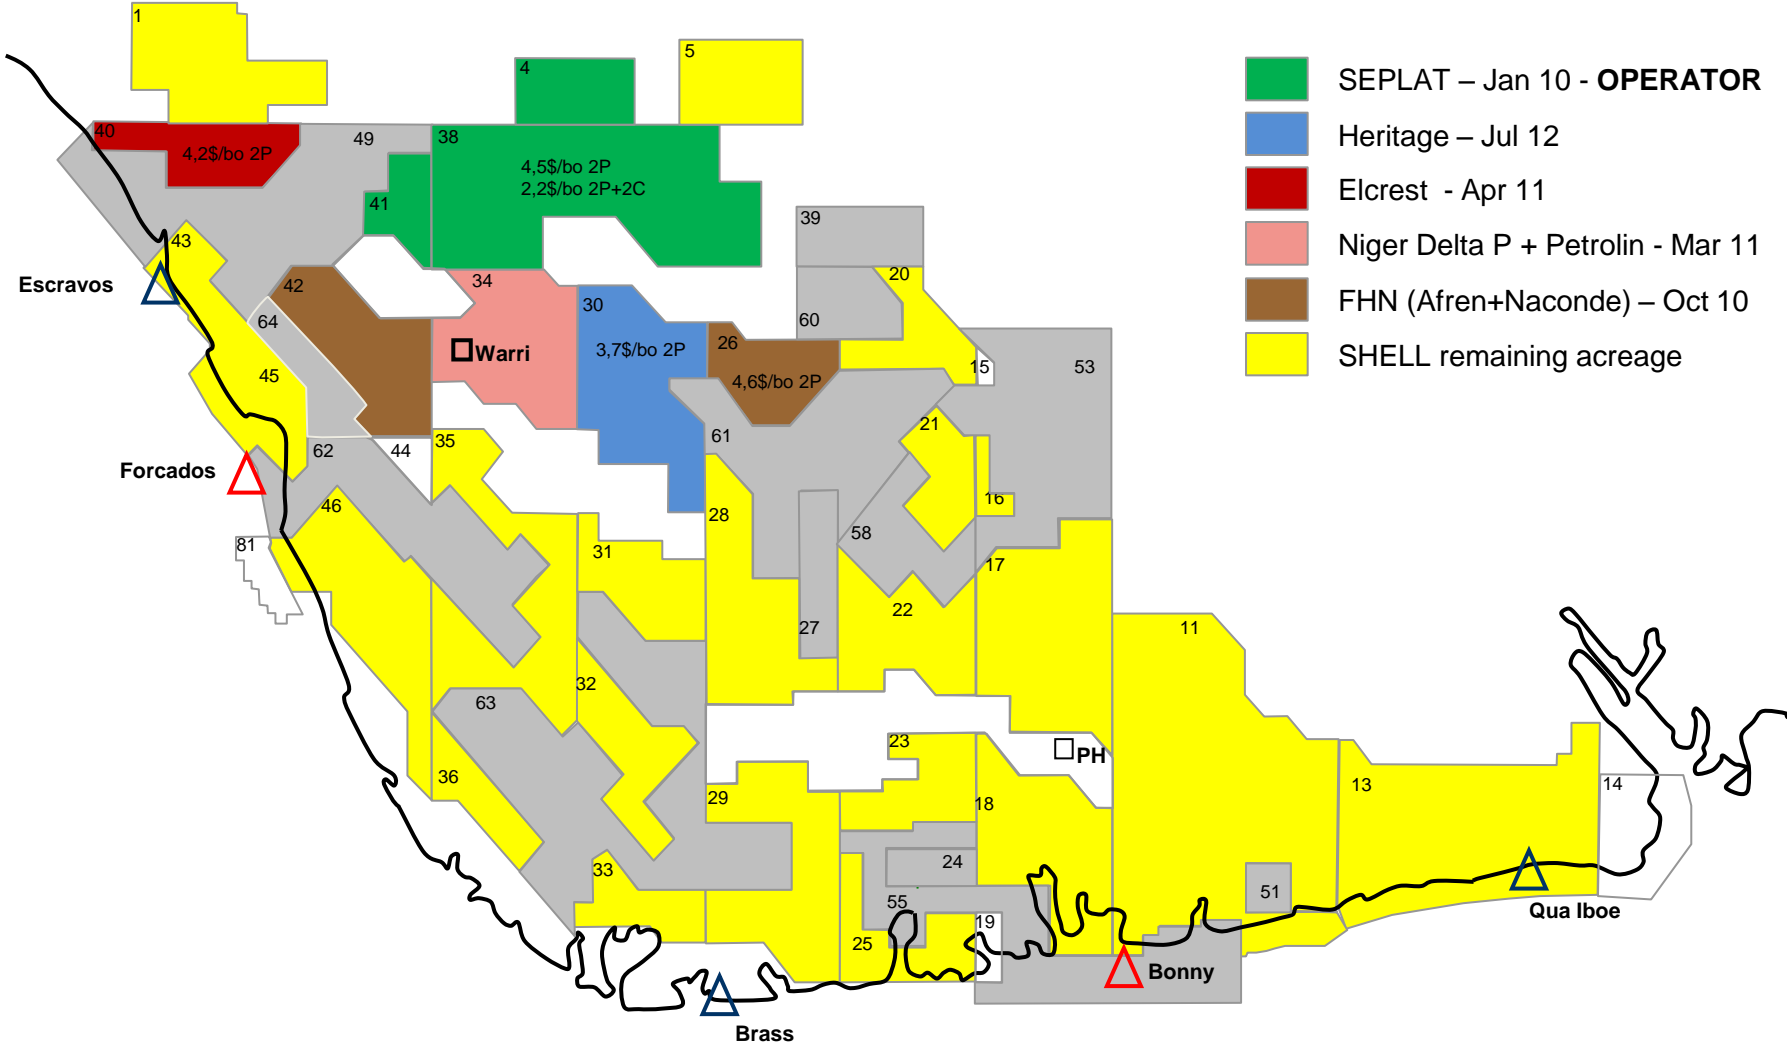 1
5
4
SEPLAT – Jan 10 - OPERATOR
40
49
38
Heritage – Jul 12
4,2$/bo 2P
4,5$/bo 2P
2,2$/bo 2P+2C
Elcrest - Apr 11
41
39
43
Niger Delta P + Petrolin - Mar 11
Escravos
42
34
20
30
FHN (Afren+Naconde) – Oct 10
64
60
Warri
3,7$/bo 2P
26
SHELL remaining acreage
45
4,6$/bo 2P
15
53
62
44
35
61
21
Forcados
46
28
16
81
31
58
17
22
27
11
32
63
23
PH
36
29
18
13
14
33
24
51
55
19
Qua Iboe
25
Bonny
Brass